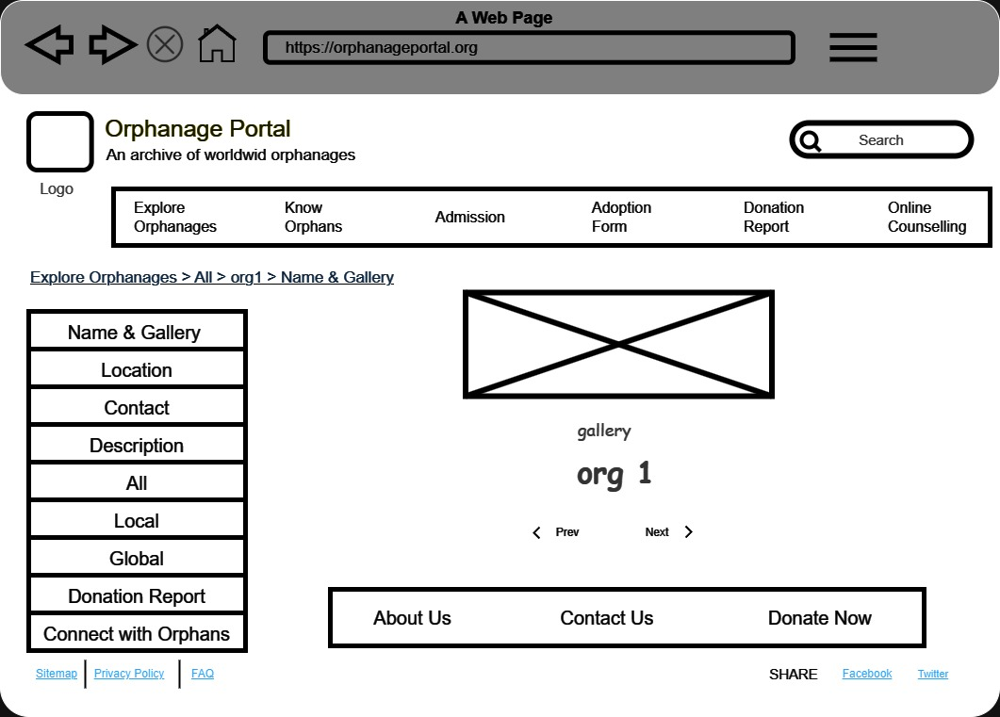 A Web Page
https://orphanageportal.org
Orphanage Portal
An archive of worldwid orphanages
Search
Logo
Explore Orphanages
Know Orphans
Admission
Adoption Form
Donation Report
Online Counselling
Explore Orphanages > All > org1 > Name & Gallery
Name & Gallery
Location
Contact
Description
All
Local
Global
Donation Report
Connect with Orphans
gallery
org 1
Prev
Next
About Us
Contact Us
Donate Now
Sitemap
Privacy Policy
FAQ
SHARE
Facebook
Twitter